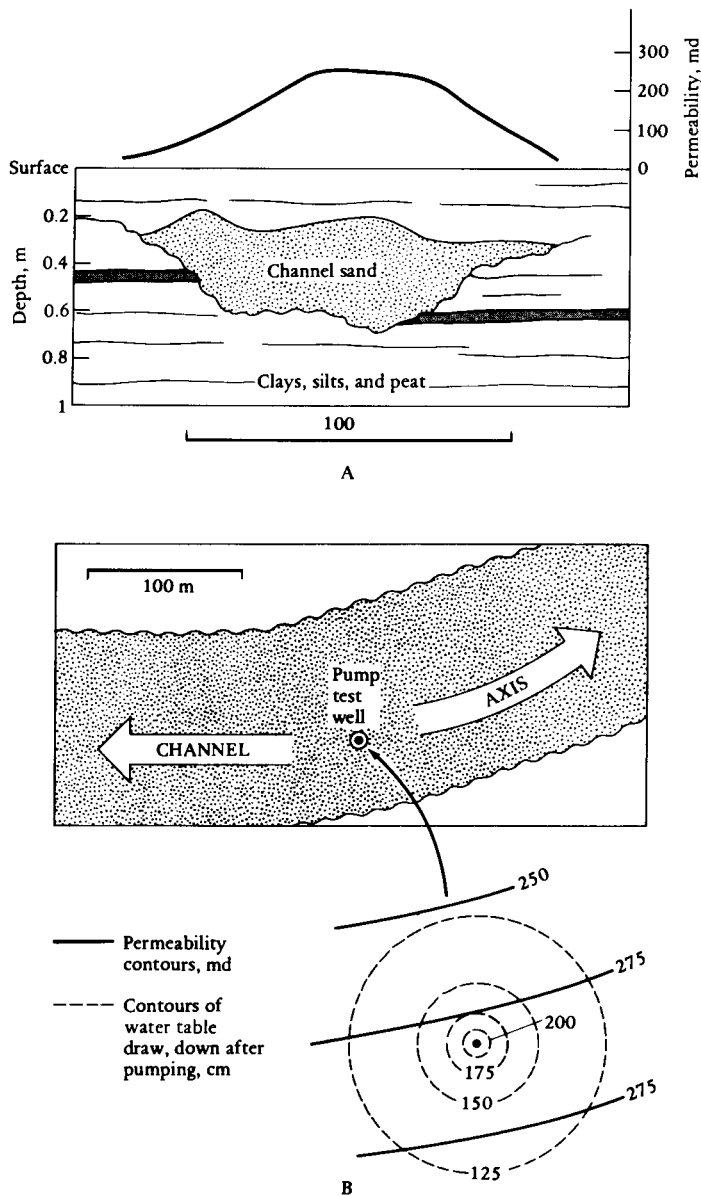 300
200
100
0
Permeability, md
Surface
0.2
0.4
0.6
0.8
1
Depth, m
Channel sand
Clays, silts, and peat
100
A
100 m
Pump
test
well
AXIS
CHANNEL
250
Permeability
contours, md
275
Contours of
water table
draw, down after
pumping, cm
200
175
150
275
125
B